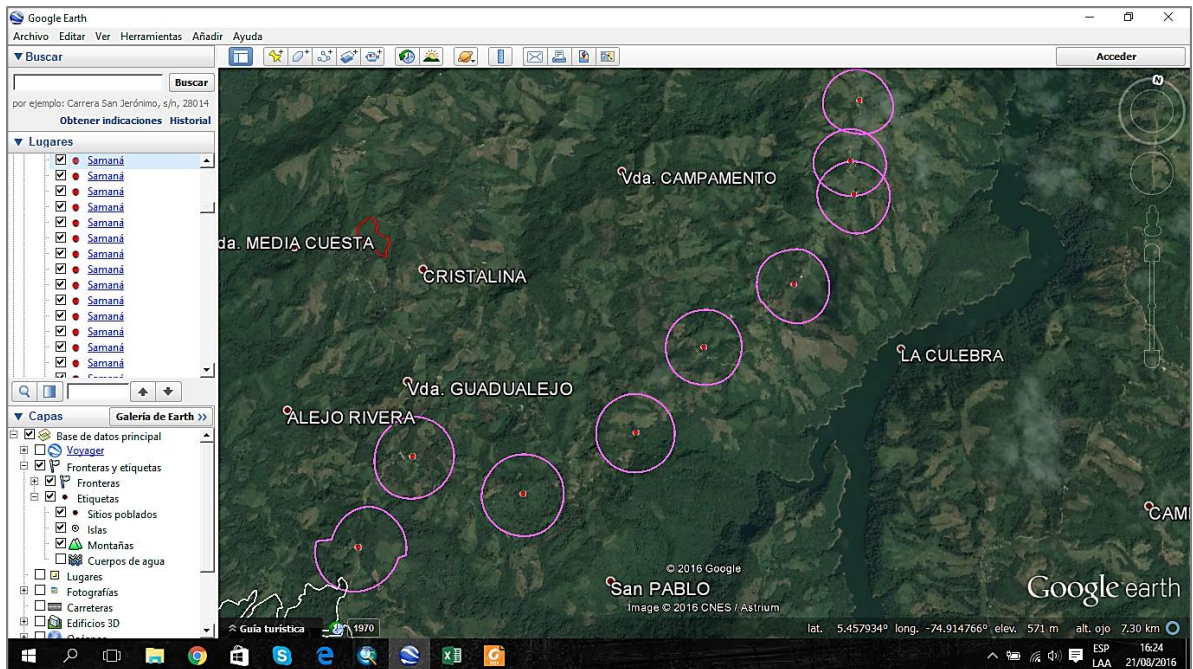 Google Earth
Archivo Editar Ver Herramientas Añadir Ayuda
Buscar
Acceder
Buscar
por ejemplo: Carrera San Jerónimo, s/n, 28014
Obtener indicaciones Historial
Lugares
Samaná
Samaná
Samaná
Samaná
Samaná
Samaná
Samaná
Samaná
Samaná
Samaná
Samaná
Samaná
Samaná
Samaná
Capas
Galería de Earth >>
Base de datos principal
Voyager
Fronteras y etiquetas
Fronteras
Etiquetas
Sitios poblados
Islas
Montañas
Cuerpos de agua
Lugares
Fotografías
Carreteras
Edificios 3D
N
Vda. CAMPAMENTO
da. MEDIA CUESTA
CRISTALINA
LA CULEBRA
Vda. GUADUALEJO
ALEJO RIVERA
CAMI
San PABLO
© 2016 Google
Image © 2016 CNES / Astrium
Google earth
Guía turística
1970
lat. 5.457934° long. -74.914766° elev. 571 m alt. ojo 7.30 km
ESP
LAA
16:24
21/08/2016